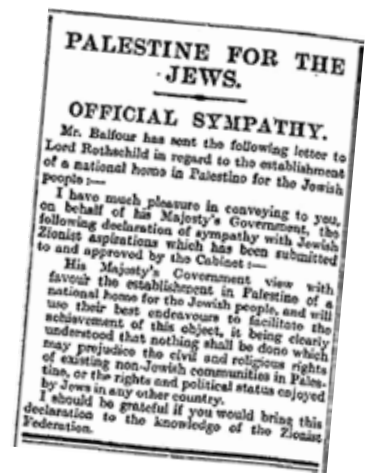 PALESTINE FOR THE
JEWS.
OFFICIAL SYMPATHY.
Mr. Balfour has sent the following letter to
Lord Rothschild in regard to the establishment
of a national home in Palestine for the Jewish
people :—
I have much pleasure in conveying to you,
on behalf of his Majesty's Government, the
following declaration of sympathy with Jewish
Zionist aspirations which has been submitted
to and approved by the Cabinet :—
His Majesty's Government view with
favour the establishment in Palestine of a
national home for the Jewish people, and will
use their best endeavours to facilitate the
achievement of this object, it being clearly
understood that nothing shall be done which
may prejudice the civil and religious rights
of existing non-Jewish communities in Pales-
tine, or the rights and political status enjoyed
by Jews in any other country.
I should be grateful if you would bring this
declaration to the knowledge of the Zionist
Federation.